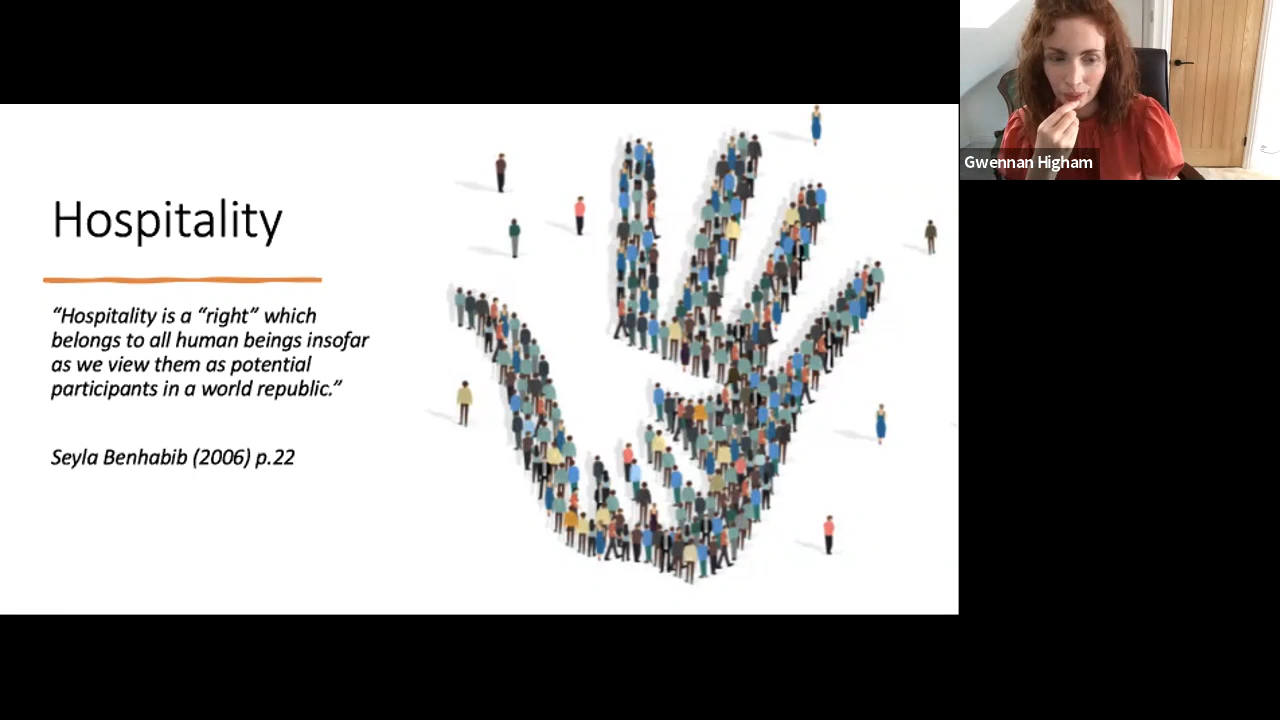 Hospitality
“Hospitality is a “right” which
belongs to all human beings insofar
as we view them as potential
participants in a world republic.”
Seyla Benhabib (2006) p.22
Gwennan Higham